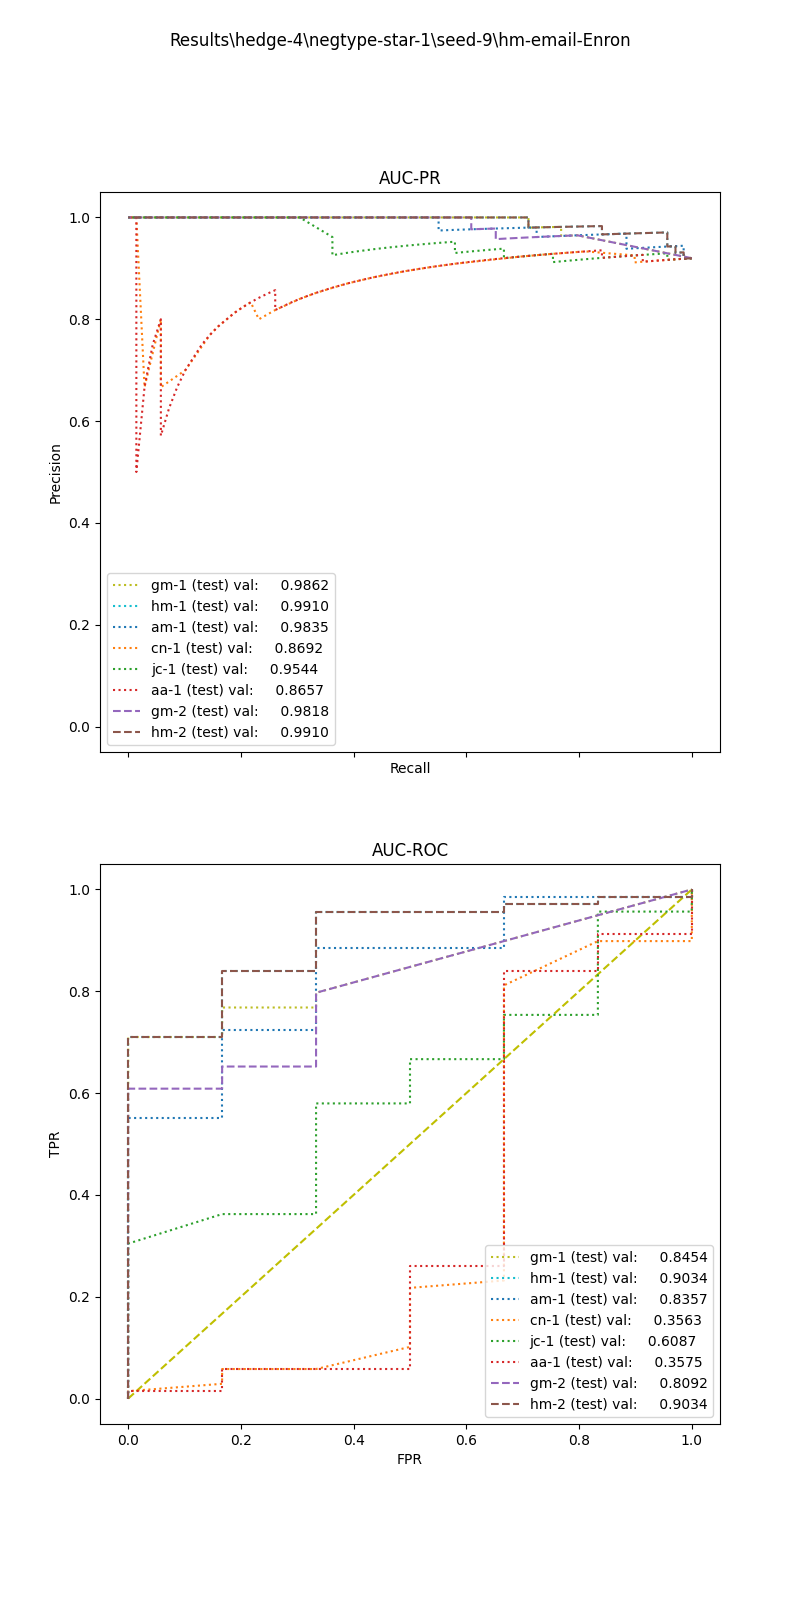 Results\hedge-4\negtype-star-1\seed-9\hm-email-Enron
AUC-PR
1.0
0.8
0.6
0.4
0.2
0.0
Precision
gm-1 (test) val: 0.9862
hm-1 (test) val: 0.9910
am-1 (test) val: 0.9835
cn-1 (test) val: 0.8692
jc-1 (test) val: 0.9544
aa-1 (test) val: 0.8657
gm-2 (test) val: 0.9818
hm-2 (test) val: 0.9910
Recall
AUC-ROC
1.0
0.8
0.6
0.4
0.2
0.0
TPR
gm-1 (test) val: 0.8454
hm-1 (test) val: 0.9034
am-1 (test) val: 0.8357
cn-1 (test) val: 0.3563
jc-1 (test) val: 0.6087
aa-1 (test) val: 0.3575
gm-2 (test) val: 0.8092
hm-2 (test) val: 0.9034
0.0 0.2 0.4 0.6 0.8 1.0
FPR